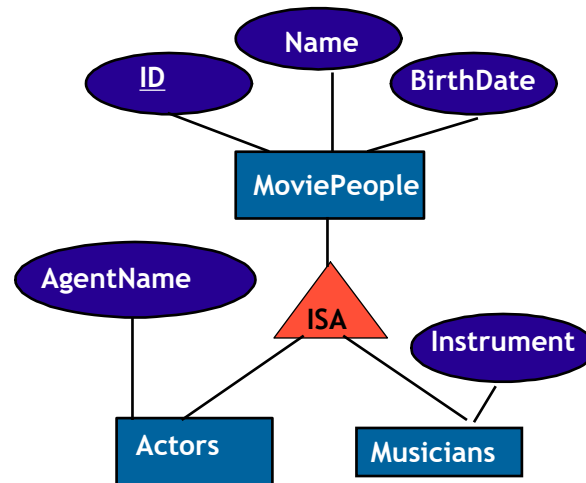 Name
ID
BirthDate
MoviePeople
AgentName
ISA
Instrument
Actors
Musicians